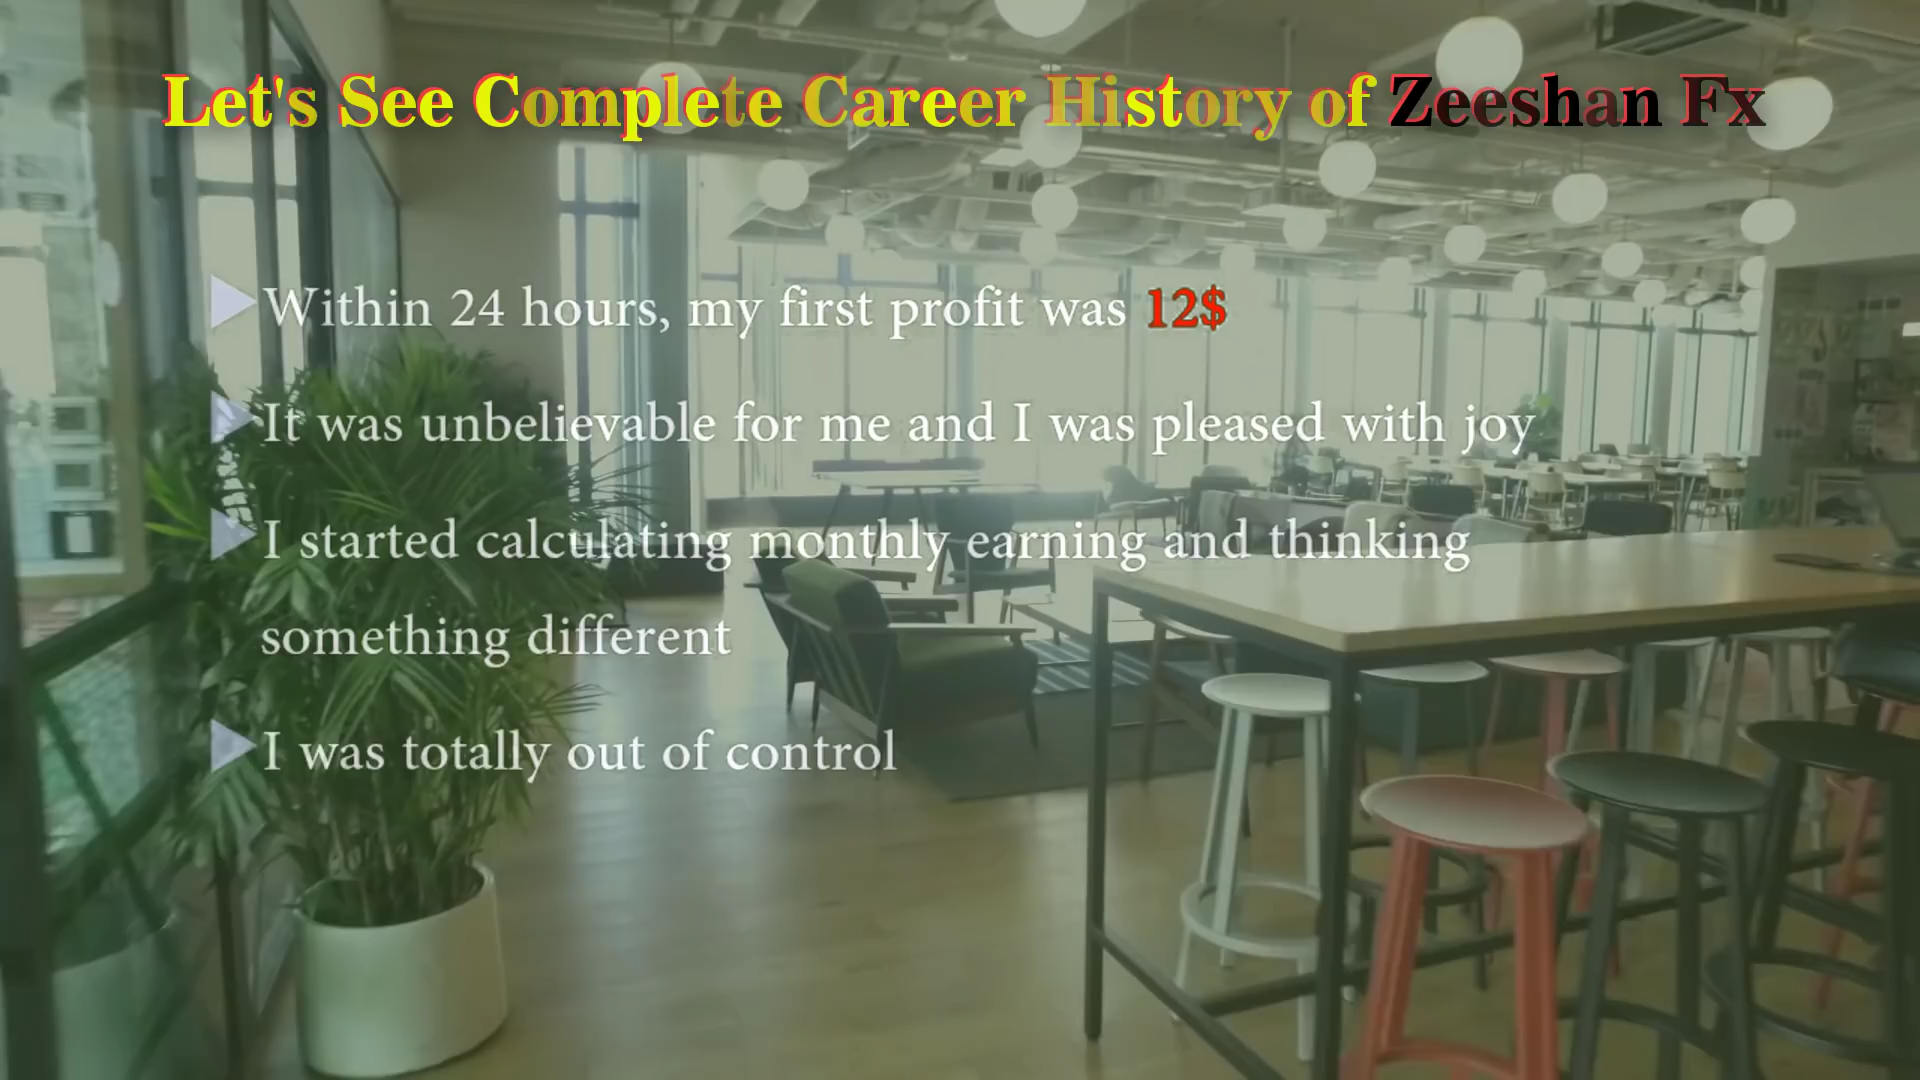 Let's See Complete Career History of Zeeshan Fx
Within 24 hours, my first profit was 12$
It was unbelievable for me and I was pleased with joy
I started calculating monthly earning and thinking
something different
I was totally out of control